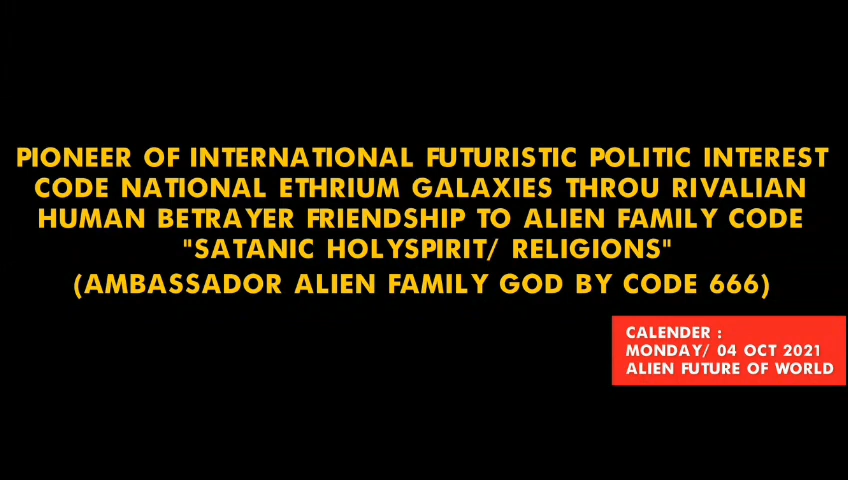 PIONEER OF INTERNATIONAL FUTURISTIC POLITIC INTEREST
CODE NATIONAL ETHRIUM GALAXIES THROU RIVALIAN
HUMAN BETRAYER FRIENDSHIP TO ALIEN FAMILY CODE
"SATANIC HOLYSPIRIT/ RELIGIONS"
(AMBASSADOR ALIEN FAMILY GOD BY CODE 666)
CALENDER :
MONDAY/ 04 OCT 2021
ALIEN FUTURE OF WORLD